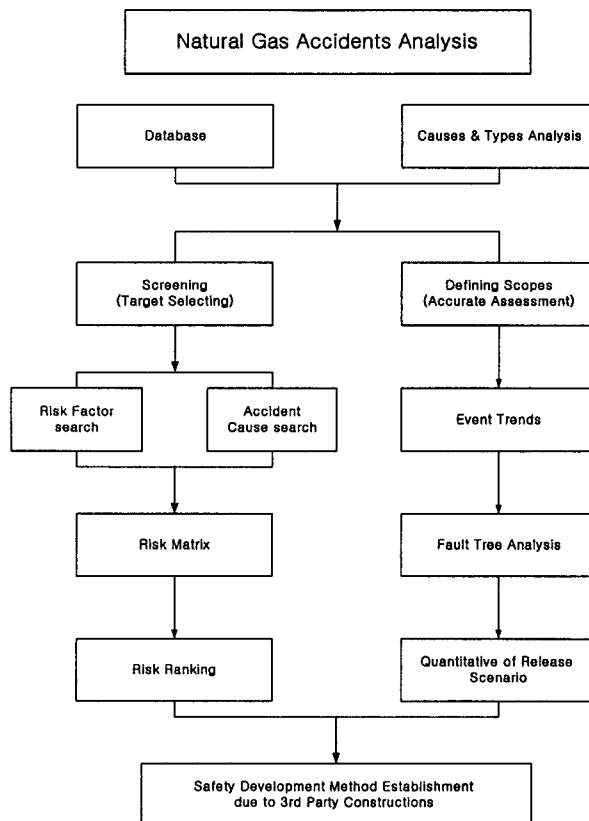 Natural Gas Accidents Analysis
Database
Causes & Types Analysis
Screening
(Target Selecting)
Defining Scopes
(Accurate Assessment)
Risk Factor
search
Accident
Cause search
Event Trends
Risk Matrix
Fault Tree Analysis
Risk Ranking
Quantitative of Release
Scenario
Safety Development Method Establishment
due to 3rd Party Constructions